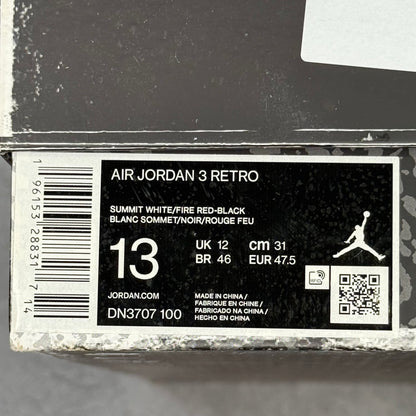 AIR JORDAN 3 RETRO
SUMMIT WHITE/FIRE RED-BLACK
BLANC SOMMET/NOIR/ROUGE FEU
13
UK 12 cm 31
BR 46 EUR 47.5
JORDAN.COM
DN3707 100
MADE IN CHINA /
FABRIQUE EN CHINE /
FABRICADO NA CHINA /
HECHO EN CHINA
RFID
1 96153 28831 7 14